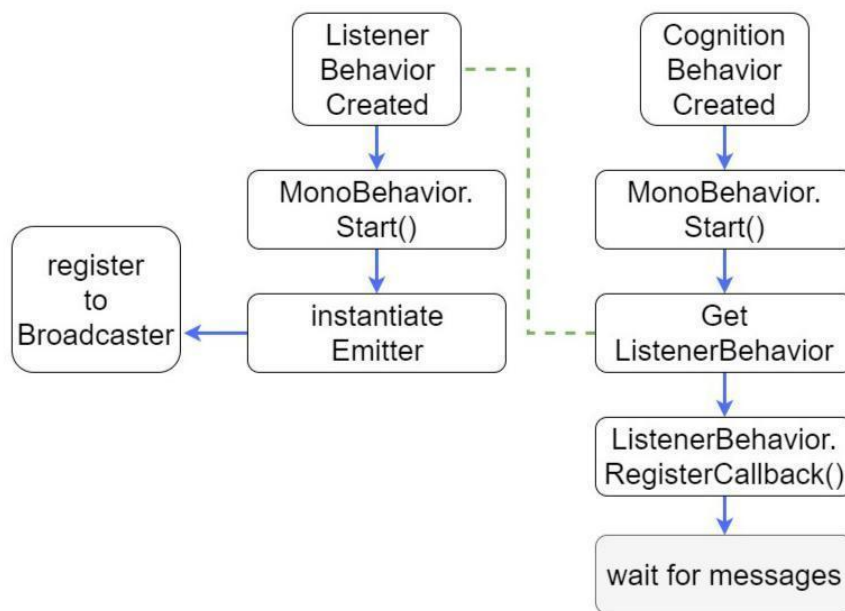 Listener
Behavior
Created
MonoBehavior.
Start()
instantiate
Emitter
register
to
Broadcaster
Cognition
Behavior
Created
MonoBehavior.
Start()
Get
ListenerBehavior
ListenerBehavior.
RegisterCallback()
wait for messages